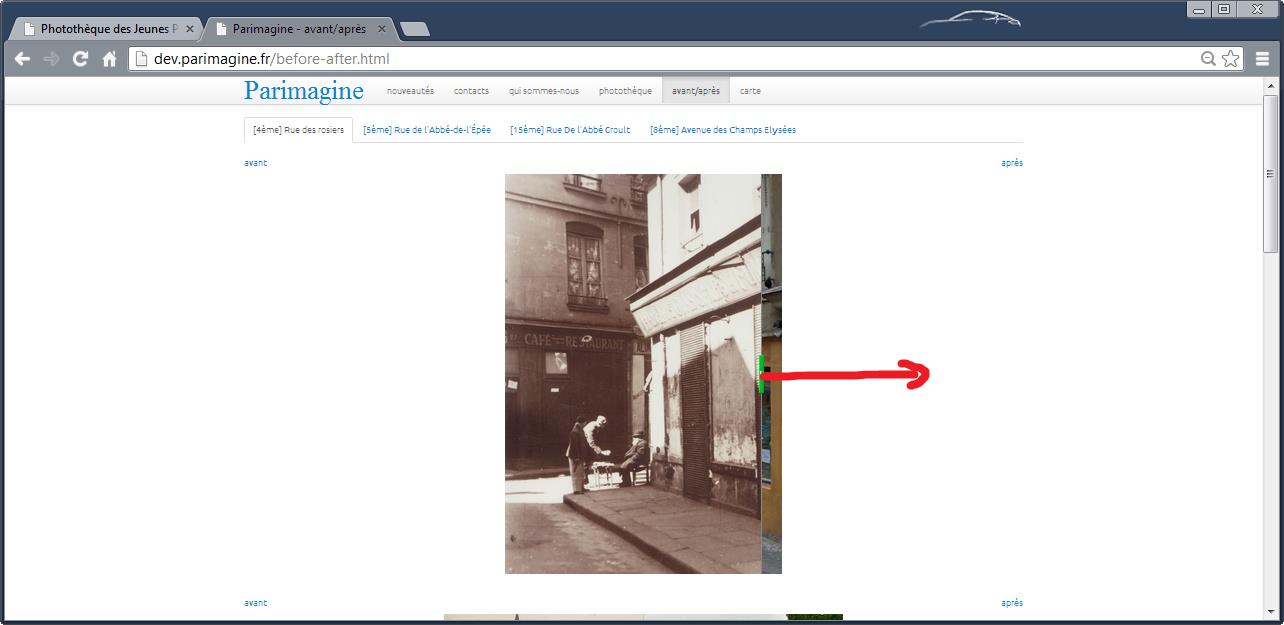 Photothèque des Jeunes P
Parimagine - avant/après
dev.parimagine.fr/before-after.html
Parimagine nouveautés contacts qui sommes-nous photothèque avant/après carte
[4ème] Rue des rosiers [5ème] Rue de l'Abbé-de-l'Épée [15ème] Rue De l'Abbé Groult [8ème] Avenue des Champs Elysées
avant après
CAFÉ RESTAURANT
avant après